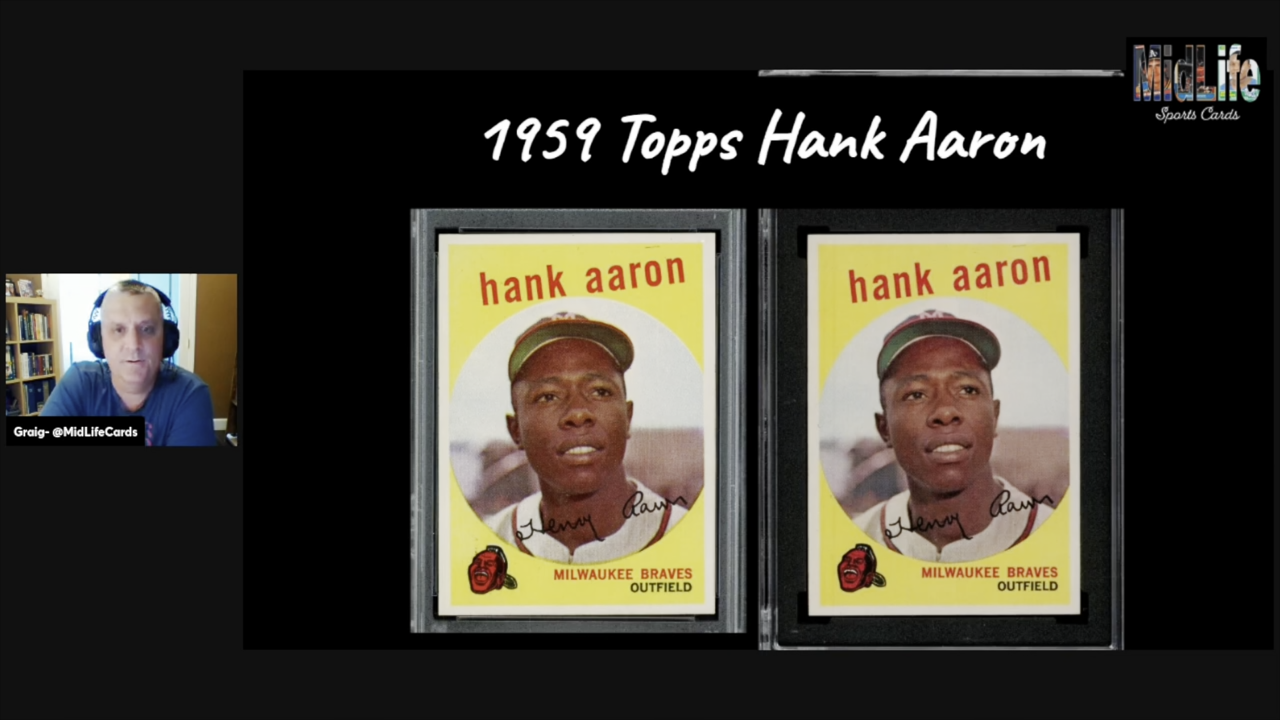 MidLife
Sports Cards
1959 Topps Hank Aaron
hank aaron
Henry Aaron
MILWAUKEE BRAVES
OUTFIELD
hank aaron
Henry Aaron
MILWAUKEE BRAVES
OUTFIELD
Graig- @MidLifeCards